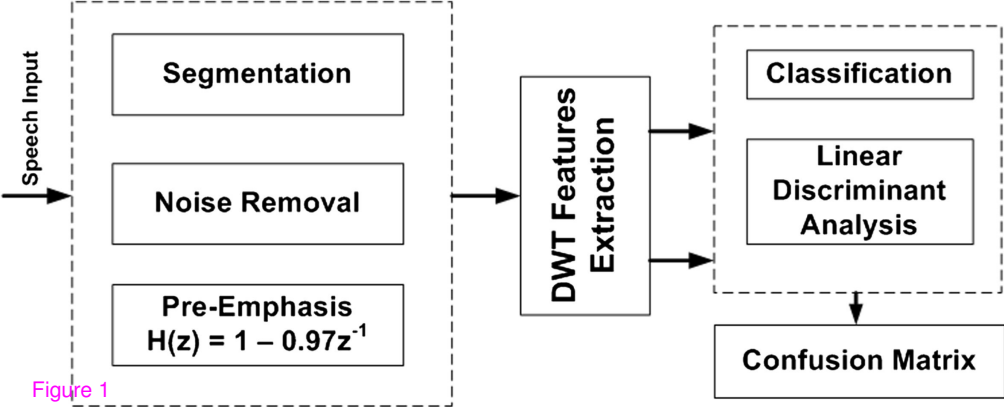 Speech Input
Segmentation
Noise Removal
Pre-Emphasis
H(z) = 1 – 0.97z⁻¹
DWT Features
Extraction
Classification
Linear
Discriminant
Analysis
Confusion Matrix
Figure 1